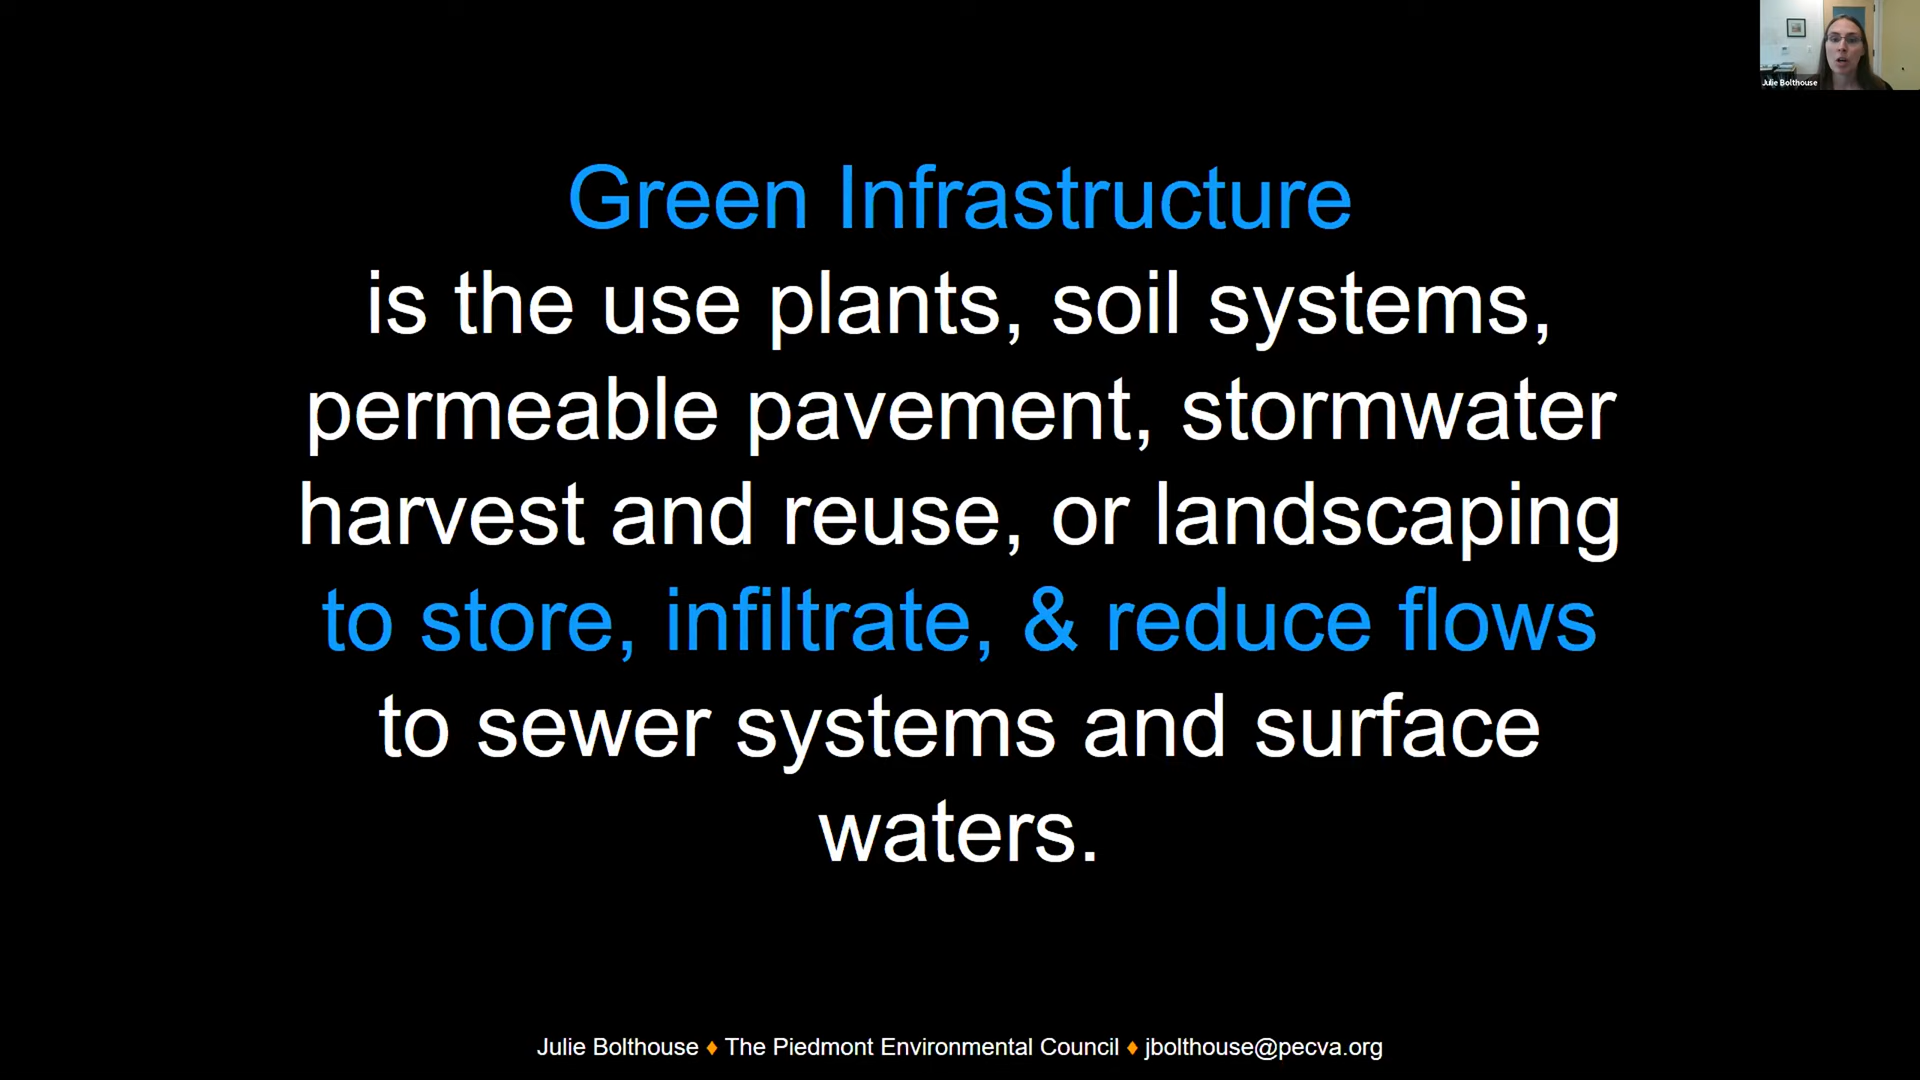 Julie Bolthouse
Green Infrastructure
is the use plants, soil systems,
permeable pavement, stormwater
harvest and reuse, or landscaping
to store, infiltrate, & reduce flows
to sewer systems and surface
waters.
Julie Bolthouse ♦ The Piedmont Environmental Council ♦ jbolthouse@pecva.org